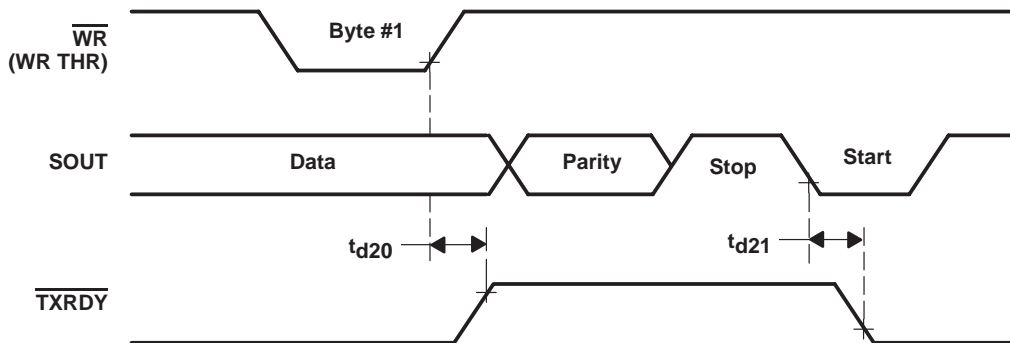 WR
(WR THR)
Byte #1
SOUT
Data
Parity
Stop
Start
td20
td21
TXRDY